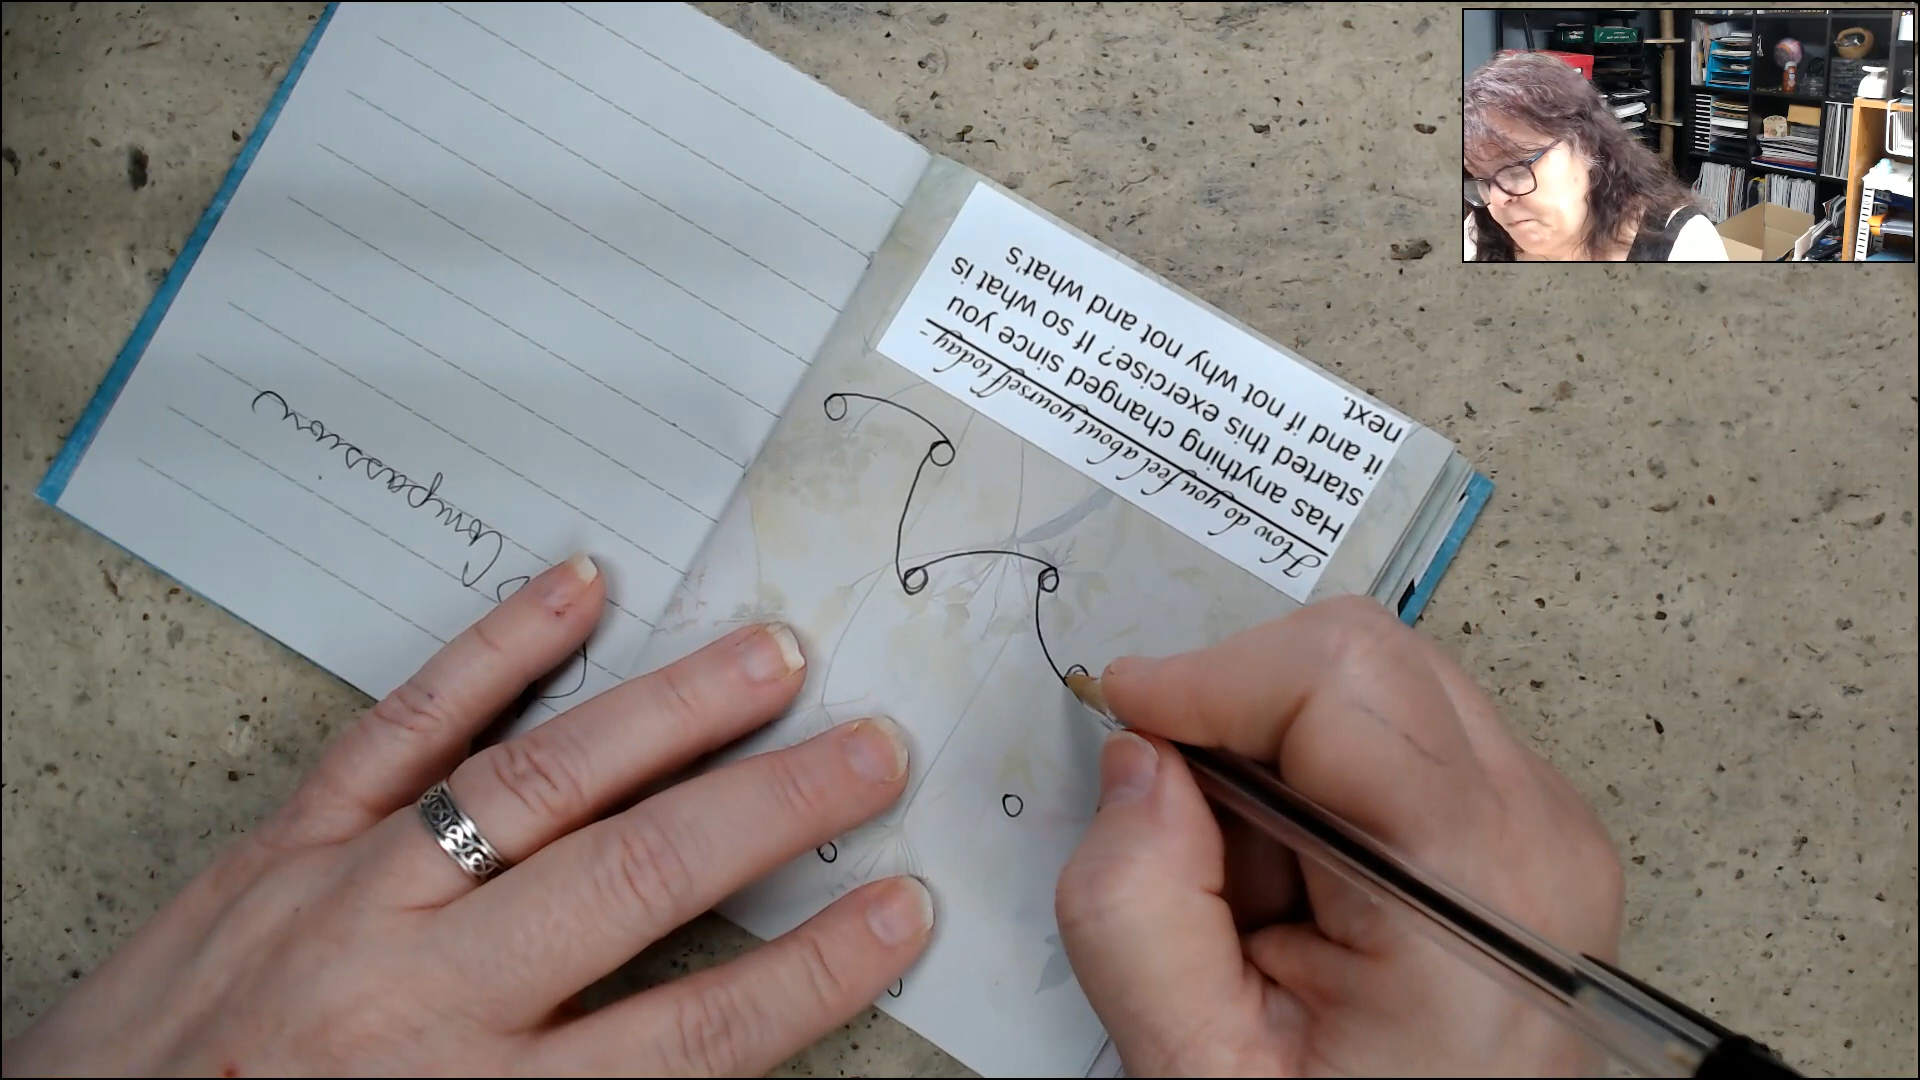 How do you feel about yourself today -
Has anything changed since you
started this exercise? If so what is
it and if not why not and what's
next.
Compassion